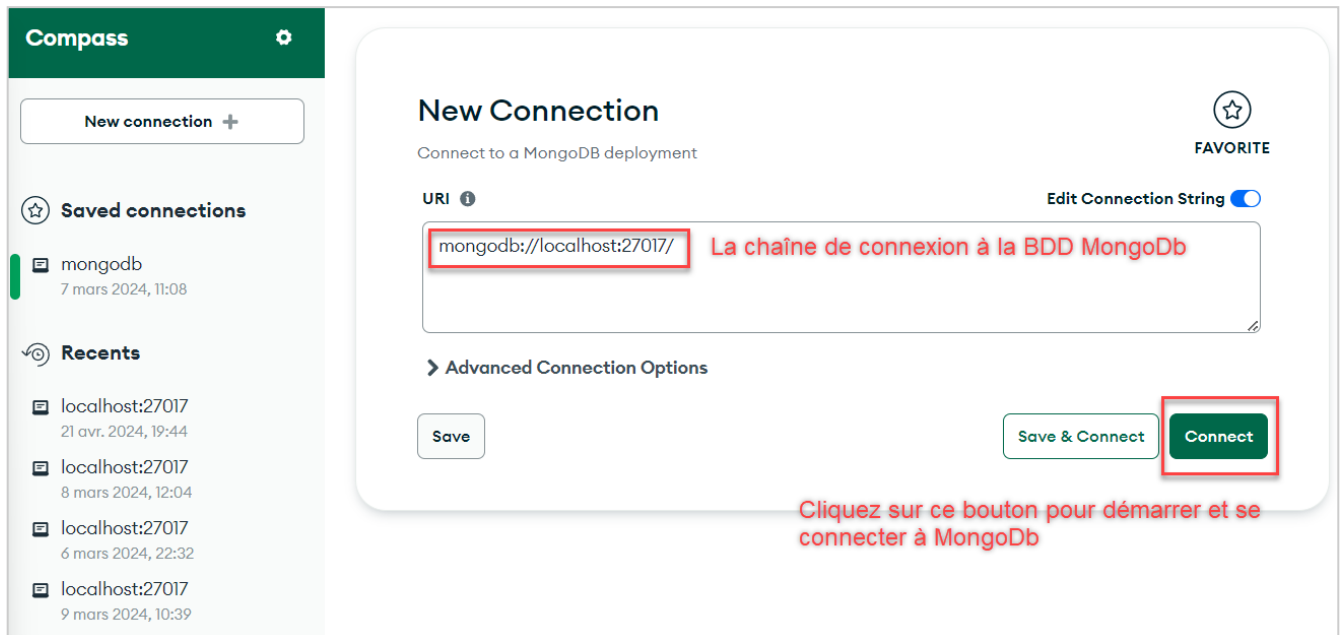 Compass
New connection +
Saved connections
mongodb
7 mars 2024, 11:08
Recents
localhost:27017
21 avr. 2024, 19:44
localhost:27017
8 mars 2024, 12:04
localhost:27017
6 mars 2024, 22:32
localhost:27017
9 mars 2024, 10:39
New Connection
Connect to a MongoDB deployment
FAVORITE
URI
Edit Connection String
mongodb://localhost:27017/
La chaîne de connexion à la BDD MongoDb
Advanced Connection Options
Save
Save & Connect
Connect
Cliquez sur ce bouton pour démarrer et se
connecter à MongoDb